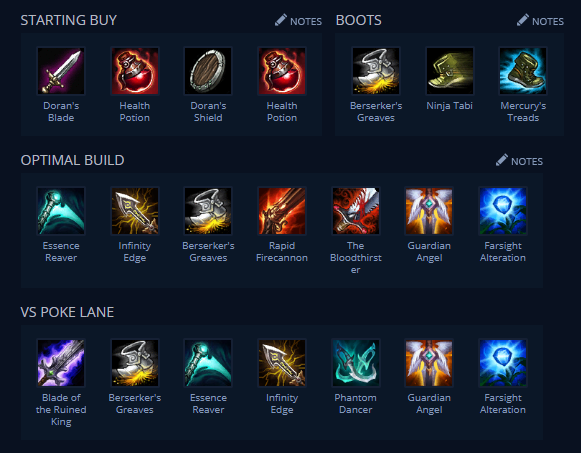 STARTING BUY
NOTES
BOOTS
NOTES
Doran's
Blade
Health
Potion
Doran's
Shield
Health
Potion
Berserker's
Greaves
Ninja Tabi
Mercury's
Treads
OPTIMAL BUILD
NOTES
Essence
Reaver
Infinity
Edge
Berserker's
Greaves
Rapid
Firecannon
The
Bloodthirst
er
Guardian
Angel
Farsight
Alteration
VS POKE LANE
Blade of
the Ruined
King
Berserker's
Greaves
Essence
Reaver
Infinity
Edge
Phantom
Dancer
Guardian
Angel
Farsight
Alteration